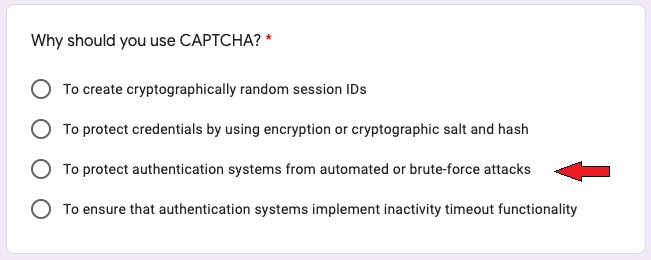 Why should you use CAPTCHA? *
To create cryptographically random session IDs
To protect credentials by using encryption or cryptographic salt and hash
To protect authentication systems from automated or brute-force attacks
To ensure that authentication systems implement inactivity timeout functionality